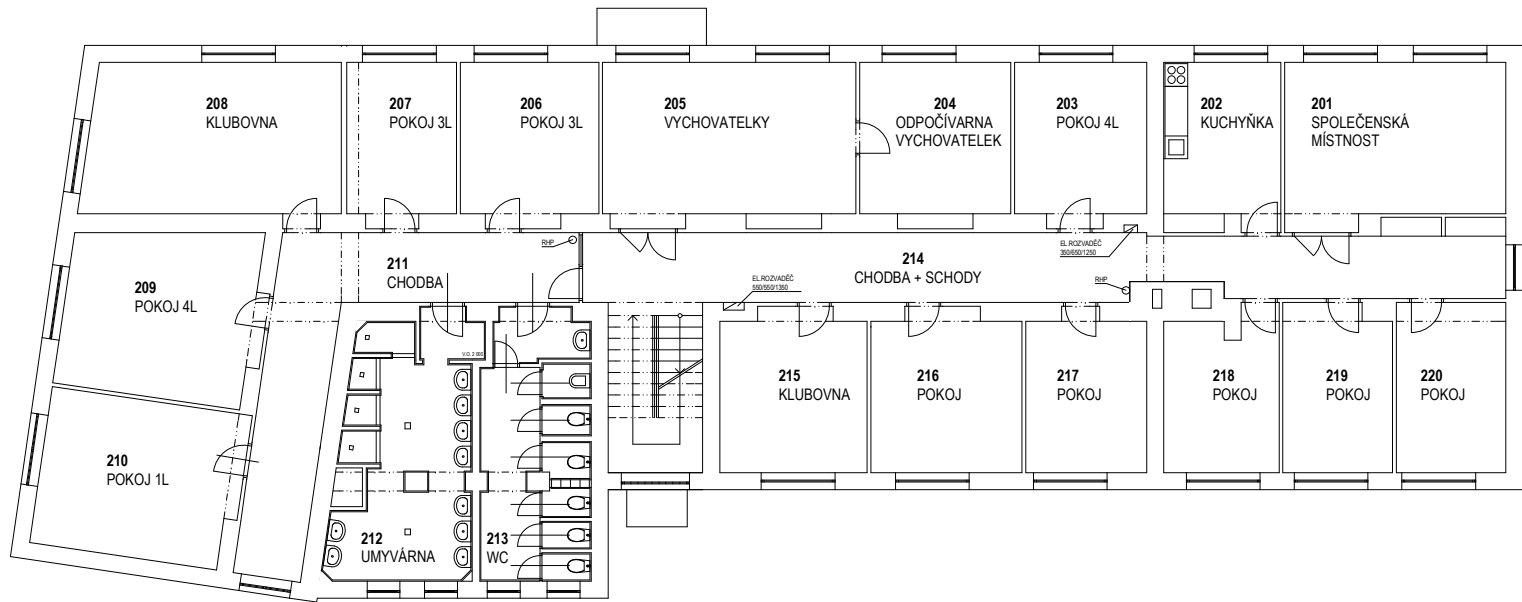 208
KLUBOVNA
207
POKOJ 3L
206
POKOJ 3L
205
VYCHOVATELKY
204
ODPOČÍVARNA
VYCHOVATELEK
203
POKOJ 4L
202
KUCHYŇKA
201
SPOLEČENSKÁ
MÍSTNOST
RHP
EL.ROZVADĚČ
350/650/1250
211
CHODBA
214
CHODBA + SCHODY
EL.ROZVADĚČ
550/550/1350
RHP
209
POKOJ 4L
V.O. 2 000
215
KLUBOVNA
216
POKOJ
217
POKOJ
218
POKOJ
219
POKOJ
220
POKOJ
210
POKOJ 1L
212
UMYVÁRNA
213
WC